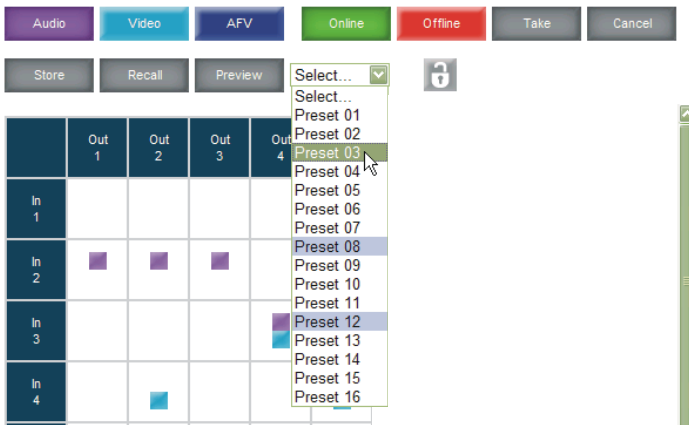 Audio Video AFV Online Offline Take Cancel
Store Recall Preview Select...
Select...
Preset 01
Preset 02
Preset 03
Preset 04
Preset 05
Preset 06
Preset 07
Preset 08
Preset 09
Preset 10
Preset 11
Preset 12
Preset 13
Preset 14
Preset 15
Preset 16
Out Out Out Out
1 2 3 4
In
1
In
2
In
3
In
4